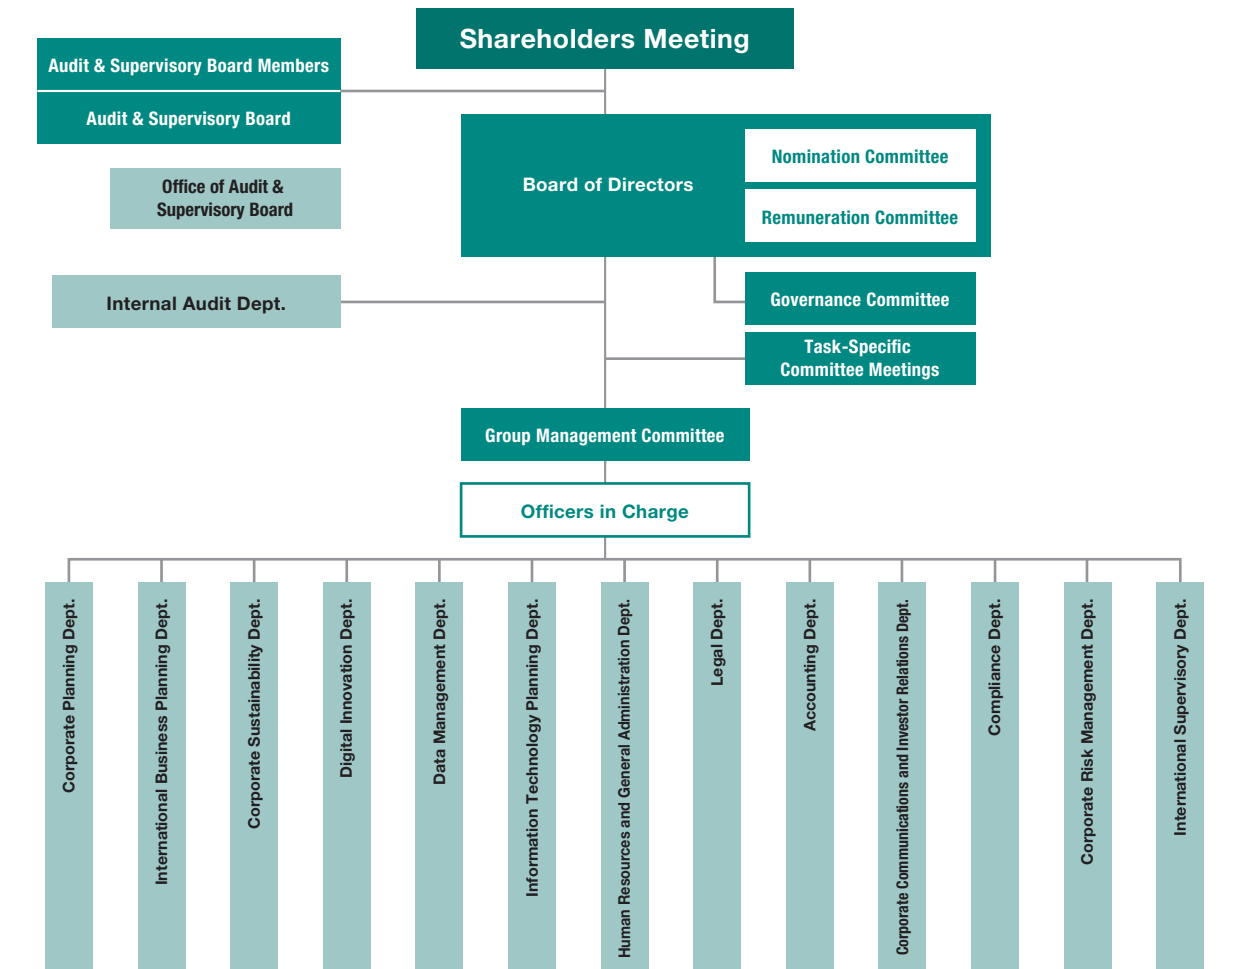 Shareholders Meeting
Audit & Supervisory Board Members
Audit & Supervisory Board
Office of Audit &
Supervisory Board
Board of Directors
Nomination Committee
Remuneration Committee
Internal Audit Dept.
Governance Committee
Task-Specific
Committee Meetings
Group Management Committee
Officers in Charge
Corporate Planning Dept.
International Business Planning Dept.
Corporate Sustainability Dept.
Digital Innovation Dept.
Data Management Dept.
Information Technology Planning Dept.
Human Resources and General Administration Dept.
Legal Dept.
Accounting Dept.
Corporate Communications and Investor Relations Dept.
Compliance Dept.
Corporate Risk Management Dept.
International Supervisory Dept.